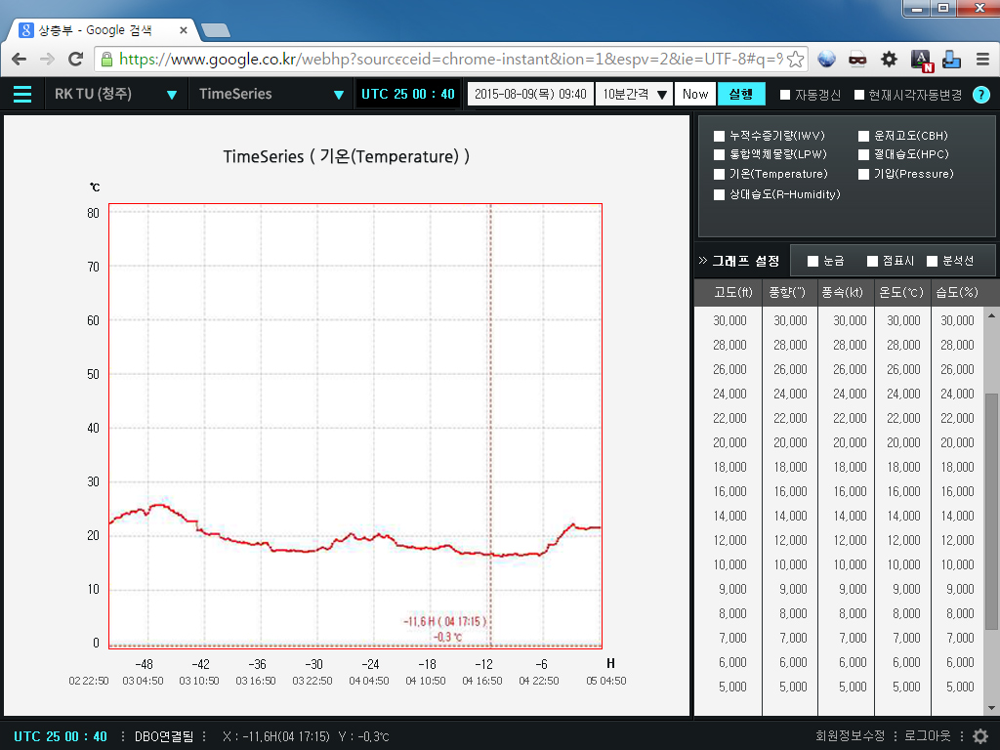 상층부 - Google 검색
https://www.google.co.kr/webhp?sourceceid=chrome-instant&ion=1&espv=2&ie=UTF-8#q=%
RK TU (청주) ▼ TimeSeries ▼ UTC 25 00 : 40 2015-08-09(목) 09:40 10분간격 ▼ Now 실행 자동갱신 현재시각자동변경 ?
TimeSeries ( 기온(Temperature) )
℃
80
70
60
50
40
30
20
10
0
-11,6 H ( 04 17:15 )
-0,3 ℃
-48 -42 -36 -30 -24 -18 -12 -6 H
02 22:50 03 04:50 03 10:50 03 16:50 03 22:50 04 04:50 04 10:50 04 16:50 04 22:50 05 04:50
누적수증기량(IWV) 운저고도(CBH)
통합액체물량(LPW) 절대습도(HPC)
기온(Temperature) 기압(Pressure)
상대습도(R-Humidity)
» 그래프 설정 눈금 점표시 분석선
고도(ft) 풍향(˚) 풍속(kt) 온도(℃) 습도(%)
30,000 30,000 30,000 30,000 30,000
28,000 28,000 28,000 28,000 28,000
26,000 26,000 26,000 26,000 26,000
24,000 24,000 24,000 24,000 24,000
22,000 22,000 22,000 22,000 22,000
20,000 20,000 20,000 20,000 20,000
18,000 18,000 18,000 18,000 18,000
16,000 16,000 16,000 16,000 16,000
14,000 14,000 14,000 14,000 14,000
12,000 12,000 12,000 12,000 12,000
10,000 10,000 10,000 10,000 10,000
9,000 9,000 9,000 9,000 9,000
8,000 8,000 8,000 8,000 8,000
7,000 7,000 7,000 7,000 7,000
6,000 6,000 6,000 6,000 6,000
5,000 5,000 5,000 5,000 5,000
UTC 25 00 : 40 : DBO연결됨 : X : -11,6H(04 17:15) Y : -0,3℃ 회원정보수정 : 로그아웃 :